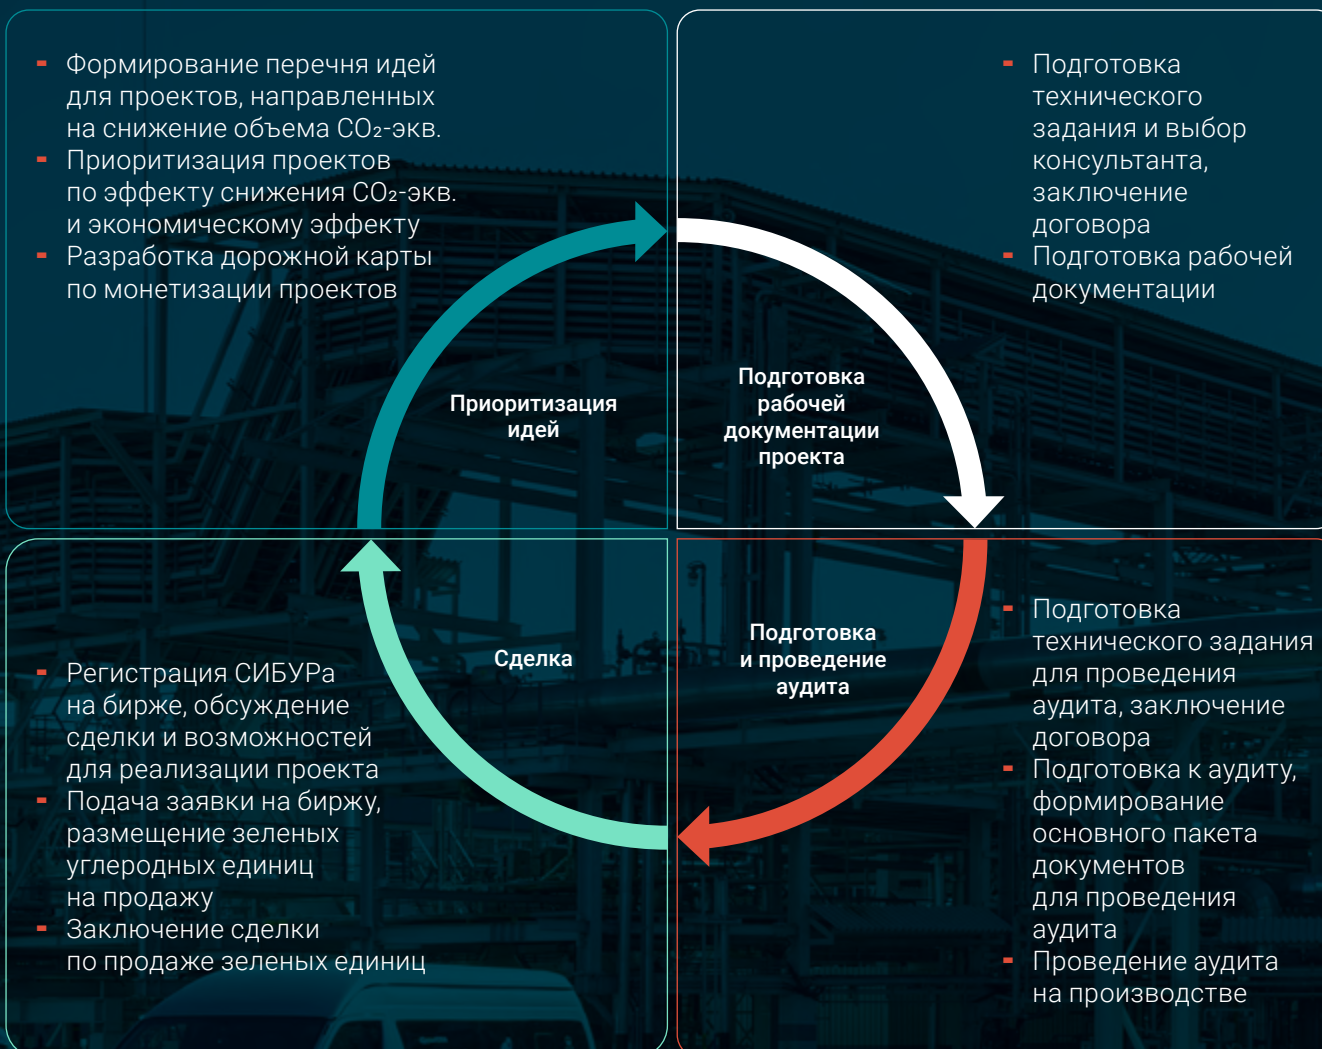 - Формирование перечня идей
для проектов, направленных
на снижение объема CO₂-экв.
- Приоритизация проектов
по эффекту снижения CO₂-экв.
и экономическому эффекту
- Разработка дорожной карты
по монетизации проектов
Приоритизация
идей
- Подготовка
технического
задания и выбор
консультанта,
заключение
договора
- Подготовка рабочей
документации
Подготовка
рабочей
документации
проекта
- Подготовка
технического задания
для проведения
аудита, заключение
договора
- Подготовка к аудиту,
формирование
основного пакета
документов
для проведения
аудита
- Проведение аудита
на производстве
Подготовка
и проведение
аудита
Сделка
- Регистрация СИБУРа
на бирже, обсуждение
сделки и возможностей
для реализации проекта
- Подача заявки на биржу,
размещение зеленых
углеродных единиц
на продажу
- Заключение сделки
по продаже зеленых единиц